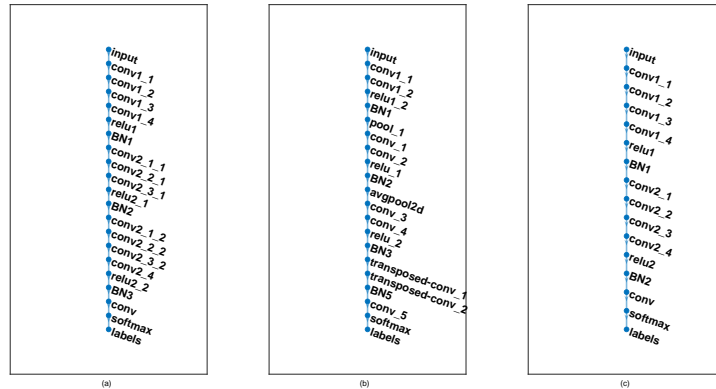 input
conv1_1
conv1_2
conv1_3
conv1_4
relu1
BN1
conv2_1_1
conv2_2_1
conv2_3_1
relu2_1
BN2
conv2_1_2
conv2_2_2
conv2_3_2
conv2_4
relu2_2
BN3
conv
softmax
labels
(a)
input
conv1_1
conv1_2
relu1_2
BN1
pool_1
conv_1
conv_2
relu_1
BN2
avgpool2d
conv_3
conv_4
relu_2
BN3
transposed-conv_1
transposed-conv_2
BN5
conv_5
softmax
labels
(b)
input
conv1_1
conv1_2
conv1_3
conv1_4
relu1
BN1
conv2_1
conv2_2
conv2_3
conv2_4
relu2
BN2
conv
softmax
labels
(c)